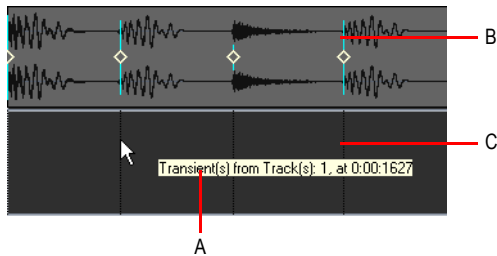 B
C
Transient(s) from Track(s): 1, at 0:00:1627
A